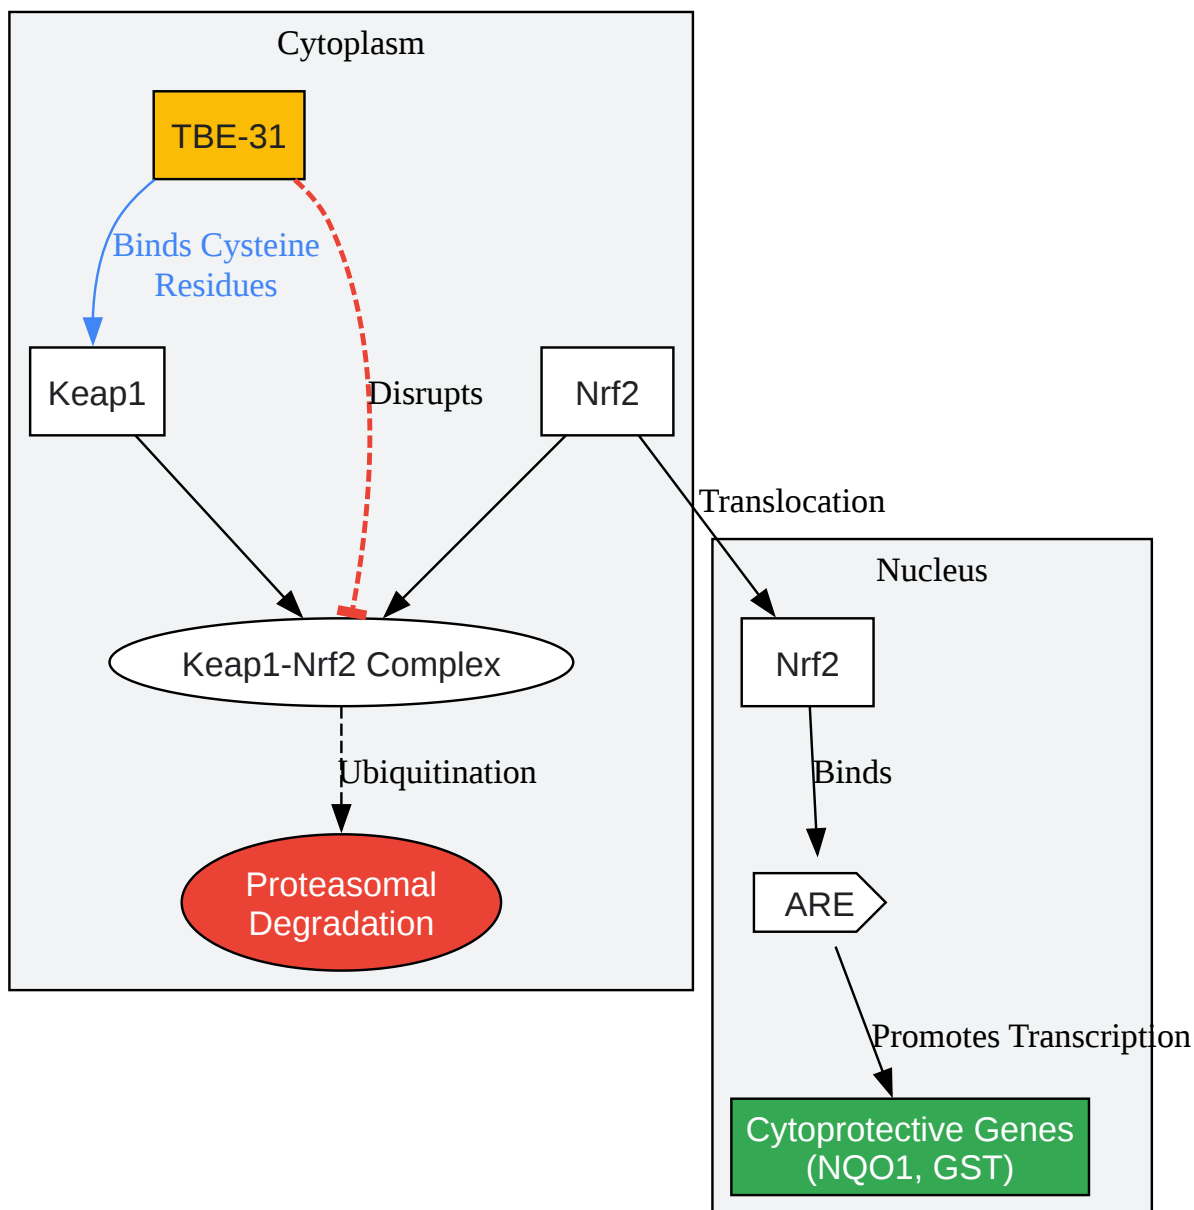 Cytoplasm
TBE-31
Binds Cysteine
Residues
Keap1
Disrupts
Nrf2
Translocation
Keap1-Nrf2 Complex
Ubiquitination
Proteasomal
Degradation
Nucleus
Nrf2
Binds
ARE
Promotes Transcription
Cytoprotective Genes
(NQO1, GST)